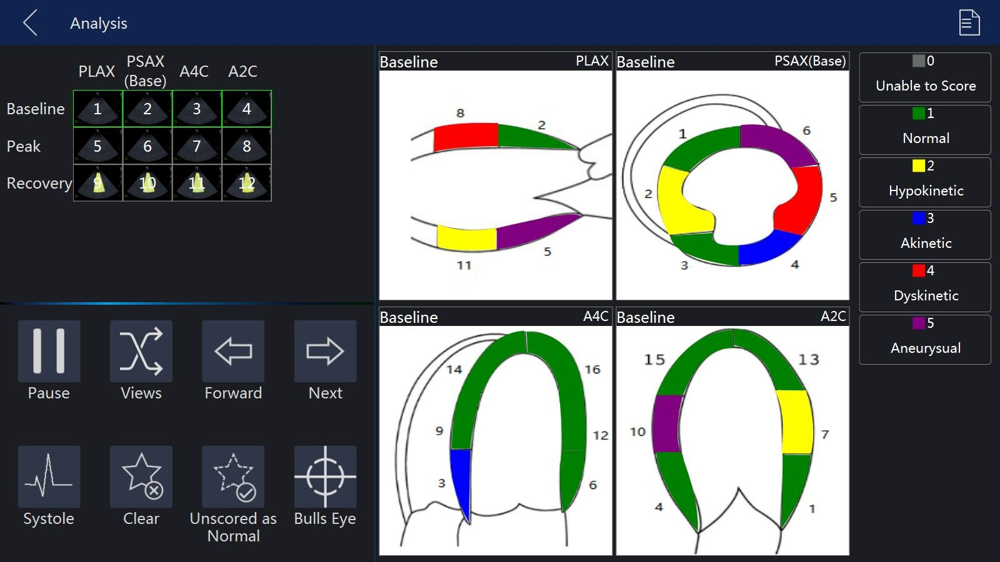 Analysis
PLAX
PSAX
(Base)
A4C
A2C
Baseline 1 2 3 4
Peak 5 6 7 8
Recovery 9 10 11 12
Pause
Views
Forward
Next
Systole
Clear
Unscored as
Normal
Bulls Eye
Baseline PLAX
8
2
11
5
Baseline PSAX(Base)
1
6
2
5
3
4
Baseline A4C
14
16
9
12
3
6
Baseline A2C
15
13
10
7
4
1
0
Unable to Score
1
Normal
2
Hypokinetic
3
Akinetic
4
Dyskinetic
5
Aneurysual